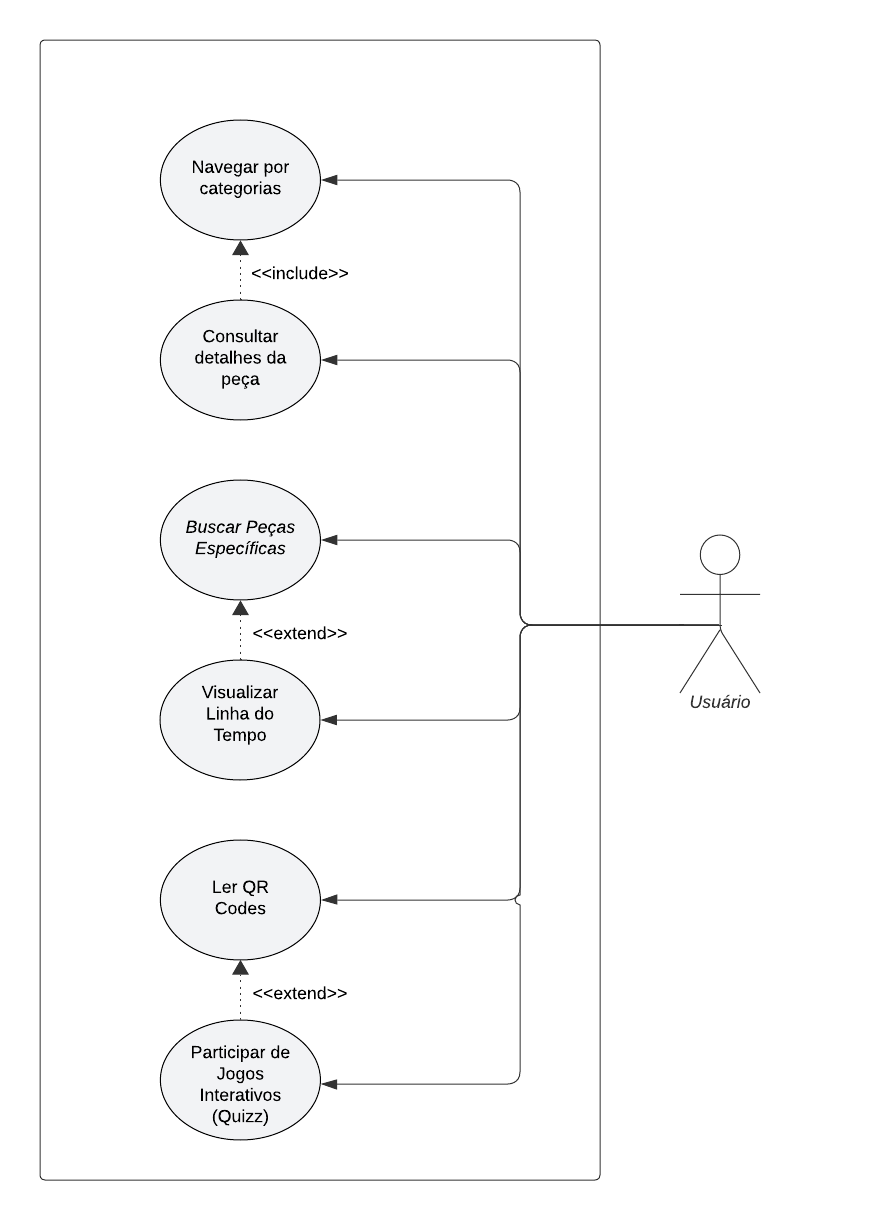 Navegar por
categorias
<<include>>
Consultar
detalhes da
peça
Buscar Peças
Específicas
<<extend>>
Visualizar
Linha do
Tempo
Usuário
Ler QR
Codes
<<extend>>
Participar de
Jogos
Interativos
(Quizz)